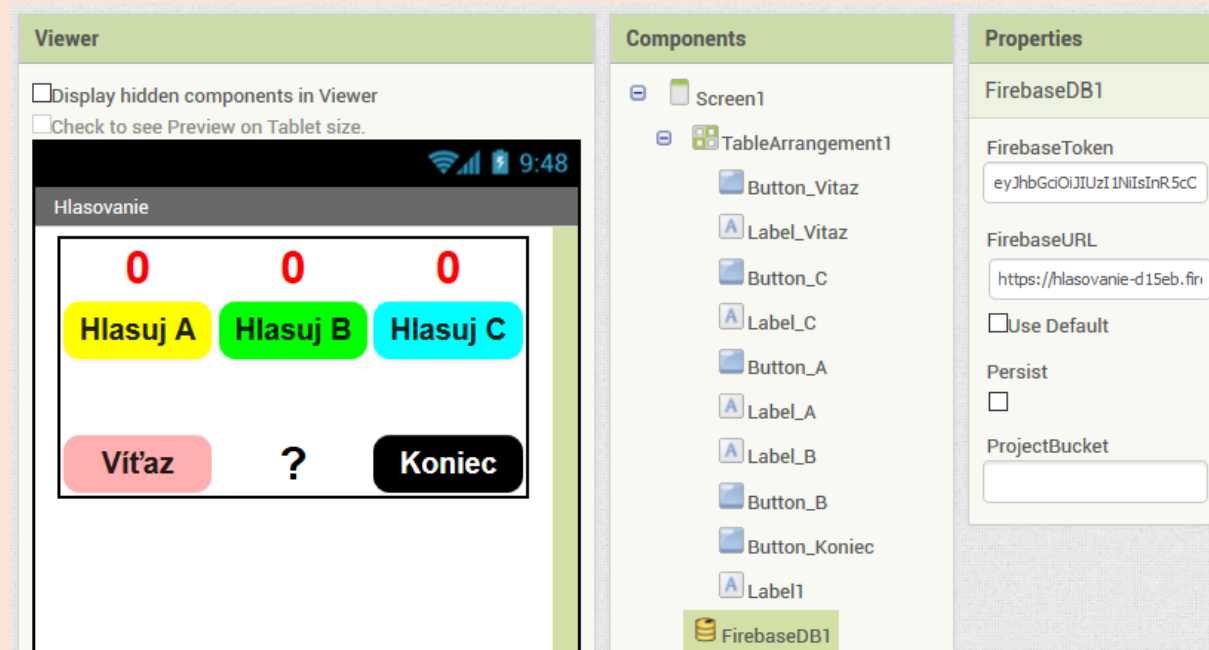 Viewer
Display hidden components in Viewer
Check to see Preview on Tablet size.
9:48
Hlasovanie
0 0 0
Hlasuj A Hlasuj B Hlasuj C
Víťaz ? Koniec
Components
Screen1
TableArrangement1
Button_Vitaz
A Label_Vitaz
Button_C
A Label_C
Button_A
A Label_A
A Label_B
Button_B
Button_Koniec
A Label1
FirebaseDB1
Properties
FirebaseDB1
FirebaseToken
eyJhbGciOiJIUzI1NiIsInR5cC
FirebaseURL
https://hlasovanie-d15eb.fir
Use Default
Persist
ProjectBucket